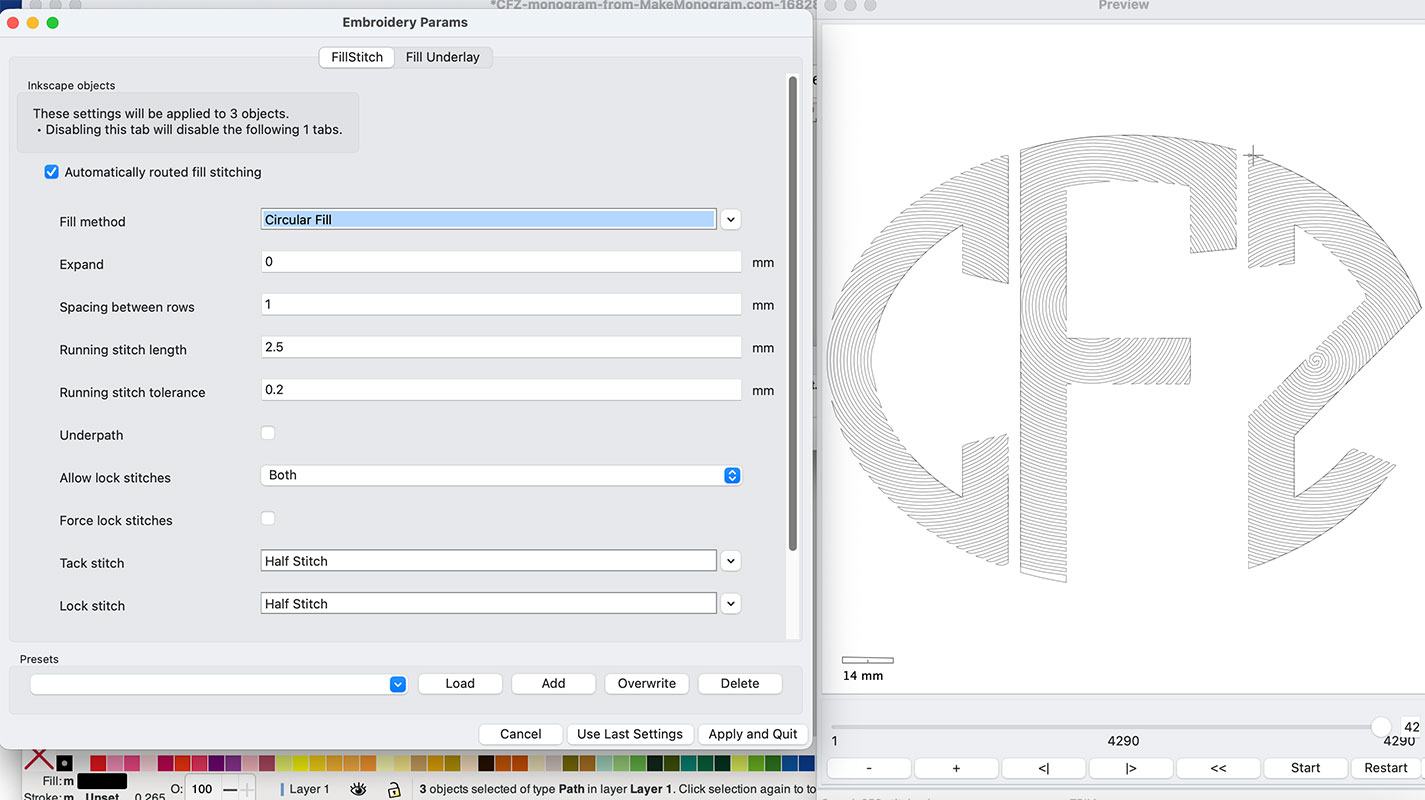 *CFZ-monogram-from-MakeMonogram.com-16828
Preview
Embroidery Params
FillStitch
Fill Underlay
Inkscape objects
These settings will be applied to 3 objects.
• Disabling this tab will disable the following 1 tabs.
Automatically routed fill stitching
Fill method
Circular Fill
Expand
0
mm
Spacing between rows
1
mm
Running stitch length
2.5
mm
Running stitch tolerance
0.2
mm
Underpath
Allow lock stitches
Both
Force lock stitches
Tack stitch
Half Stitch
Lock stitch
Half Stitch
Presets
Load
Add
Overwrite
Delete
Cancel
Use Last Settings
Apply and Quit
CFZ
14 mm
42
1
4290
4290
-
+
<|
|>
<<
Start
Restart
Fill: m
Stroke: m
Unset
0.265
O: 100
Layer 1
3 objects selected of type Path in layer Layer 1. Click selection again to to